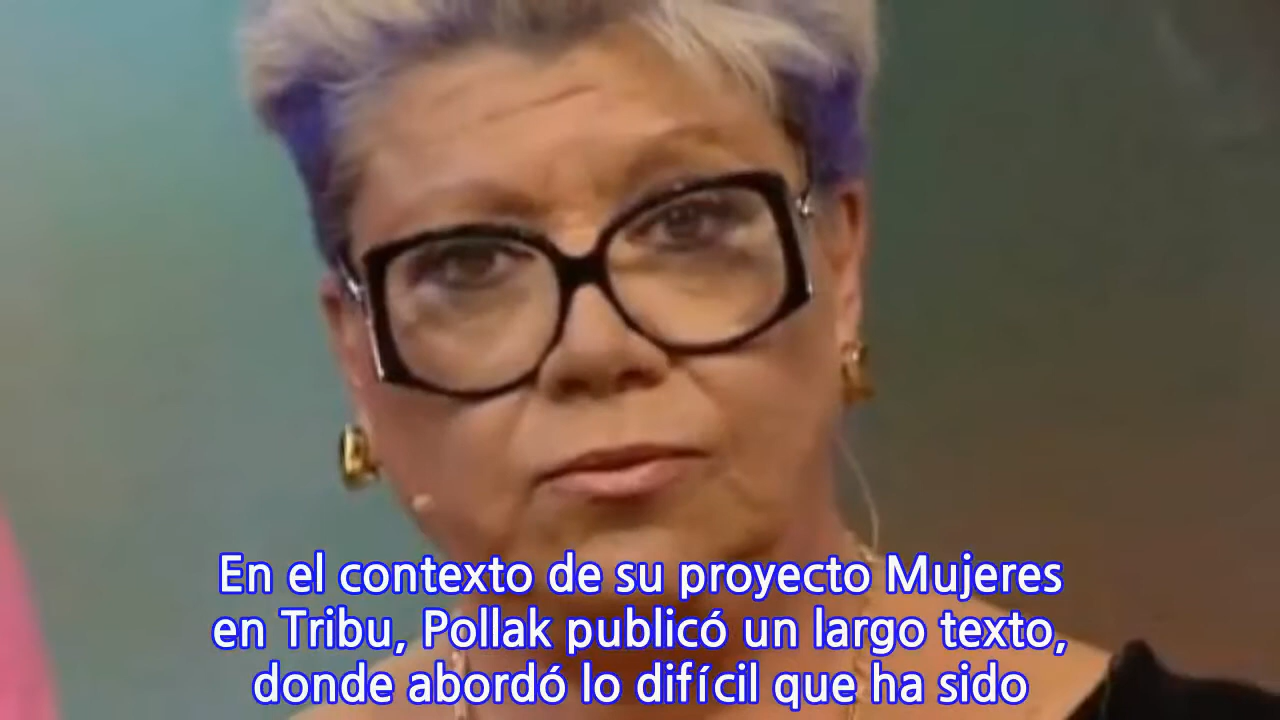 En el contexto de su proyecto Mujeres
en Tribu, Pollak publicó un largo texto,
donde abordó lo difícil que ha sido